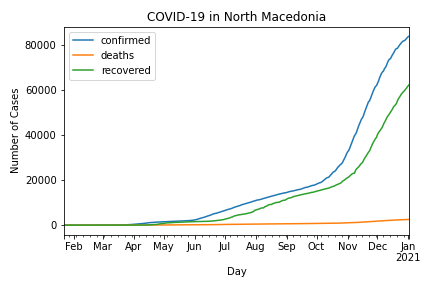 COVID-19 in North Macedonia
confirmed
deaths
recovered
Number of Cases
80000
60000
40000
20000
0
Feb Mar Apr May Jun Jul Aug Sep Oct Nov Dec Jan
2021
Day